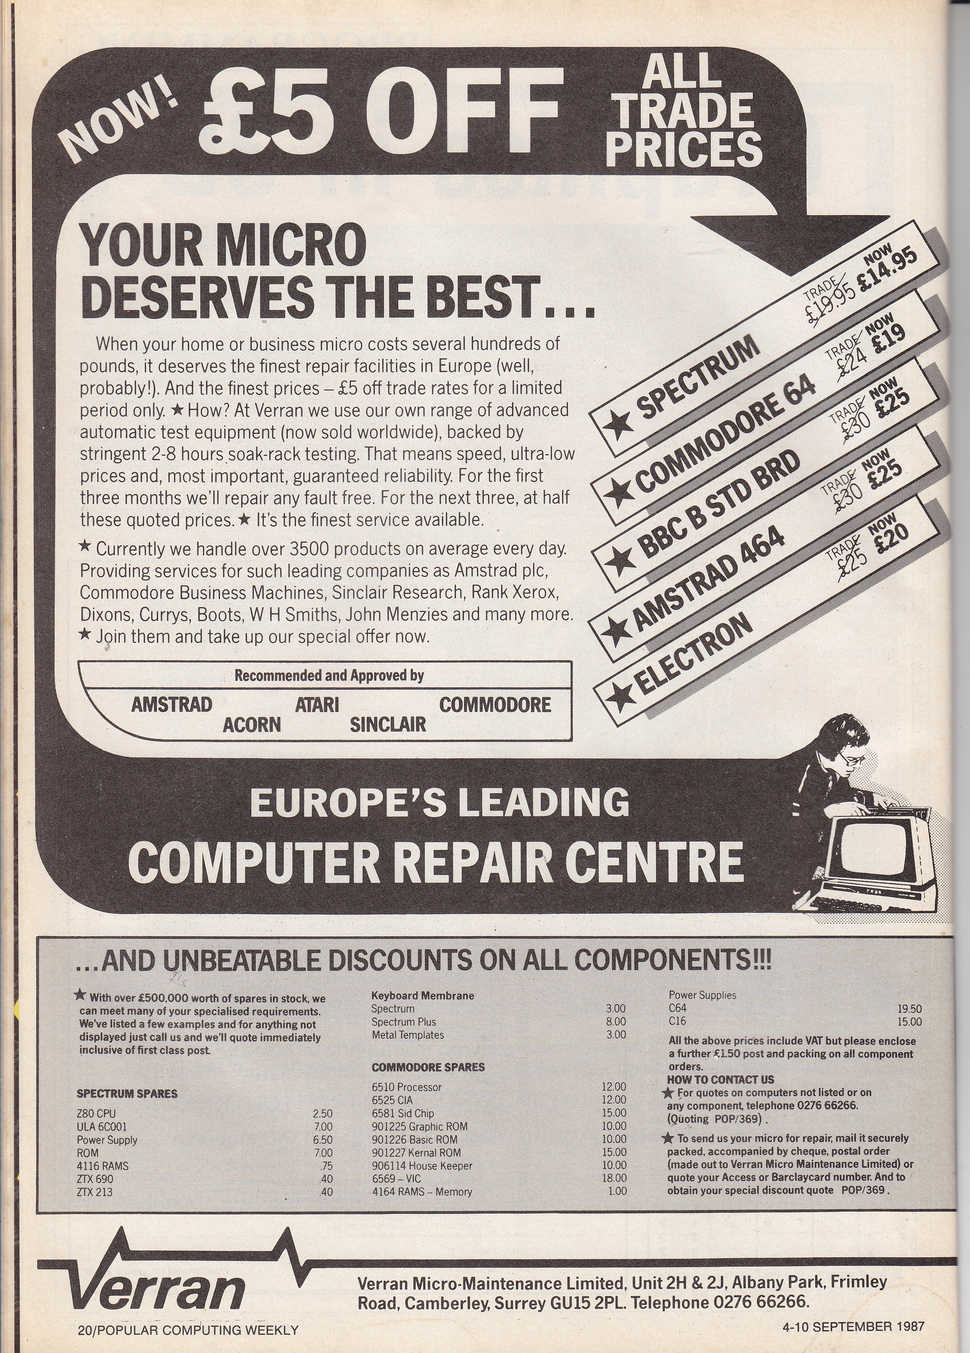 NOW! £5 OFF ALL
TRADE
PRICES
YOUR MICRO
DESERVES THE BEST...
When your home or business micro costs several hundreds of
pounds, it deserves the finest repair facilities in Europe (well,
probably!). And the finest prices – £5 off trade rates for a limited
period only. ★ How? At Verran we use our own range of advanced
automatic test equipment (now sold worldwide), backed by
stringent 2-8 hours soak-rack testing. That means speed, ultra-low
prices and, most important, guaranteed reliability. For the first
three months we'll repair any fault free. For the next three, at half
these quoted prices. ★ It's the finest service available.
★ Currently we handle over 3500 products on average every day.
Providing services for such leading companies as Amstrad plc,
Commodore Business Machines, Sinclair Research, Rank Xerox,
Dixons, Currys, Boots, W H Smiths, John Menzies and many more.
★ Join them and take up our special offer now.
Recommended and Approved by
AMSTRAD ATARI COMMODORE
ACORN SINCLAIR
★ SPECTRUM TRADE £19.95 NOW £14.95
★ COMMODORE 64 TRADE £24 NOW £19
★ BBC B STD BRD TRADE £30 NOW £25
★ AMSTRAD 464 TRADE £30 NOW £25
★ ELECTRON TRADE £25 NOW £20
EUROPE'S LEADING
COMPUTER REPAIR CENTRE
...AND UNBEATABLE DISCOUNTS ON ALL COMPONENTS!!!
★ With over £500,000 worth of spares in stock, we
can meet many of your specialised requirements.
We've listed a few examples and for anything not
displayed just call us and we'll quote immediately
inclusive of first class post.
SPECTRUM SPARES
Z80 CPU 2.50
ULA 6C001 7.00
Power Supply 6.50
ROM 7.00
4116 RAMS .75
ZTX 690 .40
ZTX 213 .40
Keyboard Membrane
Spectrum 3.00
Spectrum Plus 8.00
Metal Templates 3.00
COMMODORE SPARES
6510 Processor 12.00
6525 CIA 12.00
6581 Sid Chip 15.00
901225 Graphic ROM 10.00
901226 Basic ROM 10.00
901227 Kernal ROM 15.00
906114 House Keeper 10.00
6569 – VIC 18.00
4164 RAMS – Memory 1.00
Power Supplies
C64 19.50
C16 15.00
All the above prices include VAT but please enclose
a further £1.50 post and packing on all component
orders.
HOW TO CONTACT US
★ For quotes on computers not listed or on
any component, telephone 0276 66266.
(Quoting POP/369) .
★ To send us your micro for repair, mail it securely
packed, accompanied by cheque, postal order
(made out to Verran Micro Maintenance Limited) or
quote your Access or Barclaycard number. And to
obtain your special discount quote POP/369 .
Verran
Verran Micro-Maintenance Limited, Unit 2H & 2J, Albany Park, Frimley
Road, Camberley, Surrey GU15 2PL. Telephone 0276 66266.
20/POPULAR COMPUTING WEEKLY
4-10 SEPTEMBER 1987